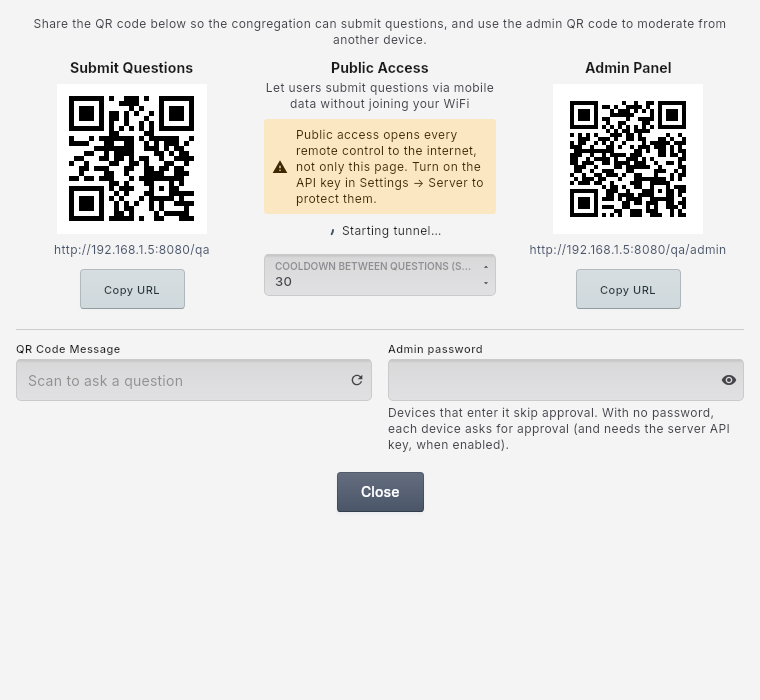 Share the QR code below so the congregation can submit questions, and use the admin QR code to moderate from
another device.
Submit Questions
http://192.168.1.5:8080/qa
Copy URL
Public Access
Let users submit questions via mobile
data without joining your WiFi
Public access opens every
remote control to the internet,
not only this page. Turn on the
API key in Settings → Server to
protect them.
Starting tunnel...
COOLDOWN BETWEEN QUESTIONS (S...
30
Admin Panel
http://192.168.1.5:8080/qa/admin
Copy URL
QR Code Message
Scan to ask a question
Admin password
Devices that enter it skip approval. With no password,
each device asks for approval (and needs the server API
key, when enabled).
Close